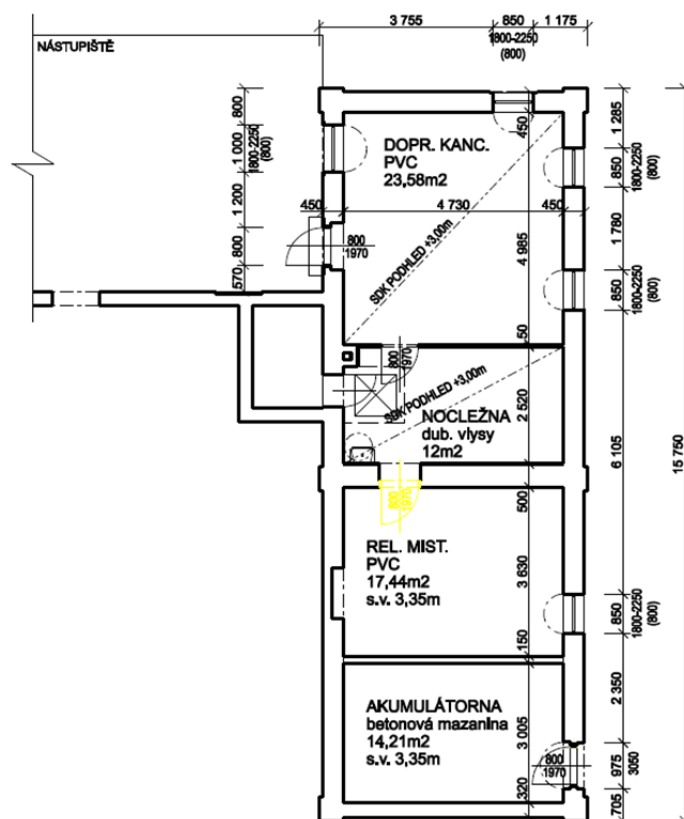 3 755
850
1 175
1800-2250
(800)
NÁSTUPIŠTĚ
800
1 000
1800-2250
(800)
1 200
800
570
450
DOPR. KANC.
PVC
23,58m2
450
4 730
450
800
1970
SDK PODHLED +3,00m
4 985
1 285
850
1800-2250
(800)
1 780
850
1800-2250
(800)
50
800
1970
SDK PODHLED +3,00m
NOCLEŽNA
dub. vlysy
12m2
2 520
6 105
15 750
800
1970
500
REL. MIST.
PVC
17,44m2
s.v. 3,35m
3 630
850
1800-2250
(800)
150
2 350
AKUMULÁTORNA
betonová mazanina
14,21m2
s.v. 3,35m
3 005
800
1970
975
3050
320
705